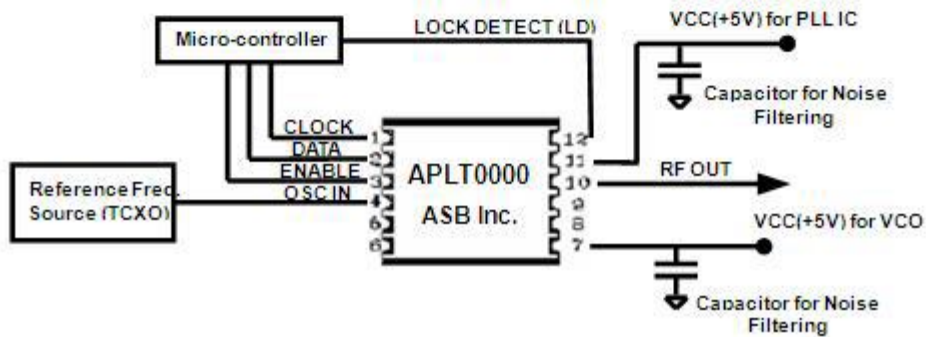 Micro-controller
LOCK DETECT (LD)
VCC(+5V) for PLL IC
Capacitor for Noise
Filtering
CLOCK
DATA
ENABLE
OSC IN
Reference Freq.
Source (TCXO)
1
2
3
4
5
6
APLT0000
ASB Inc.
12
11
10
9
8
7
RF OUT
VCC(+5V) for VCO
Capacitor for Noise
Filtering